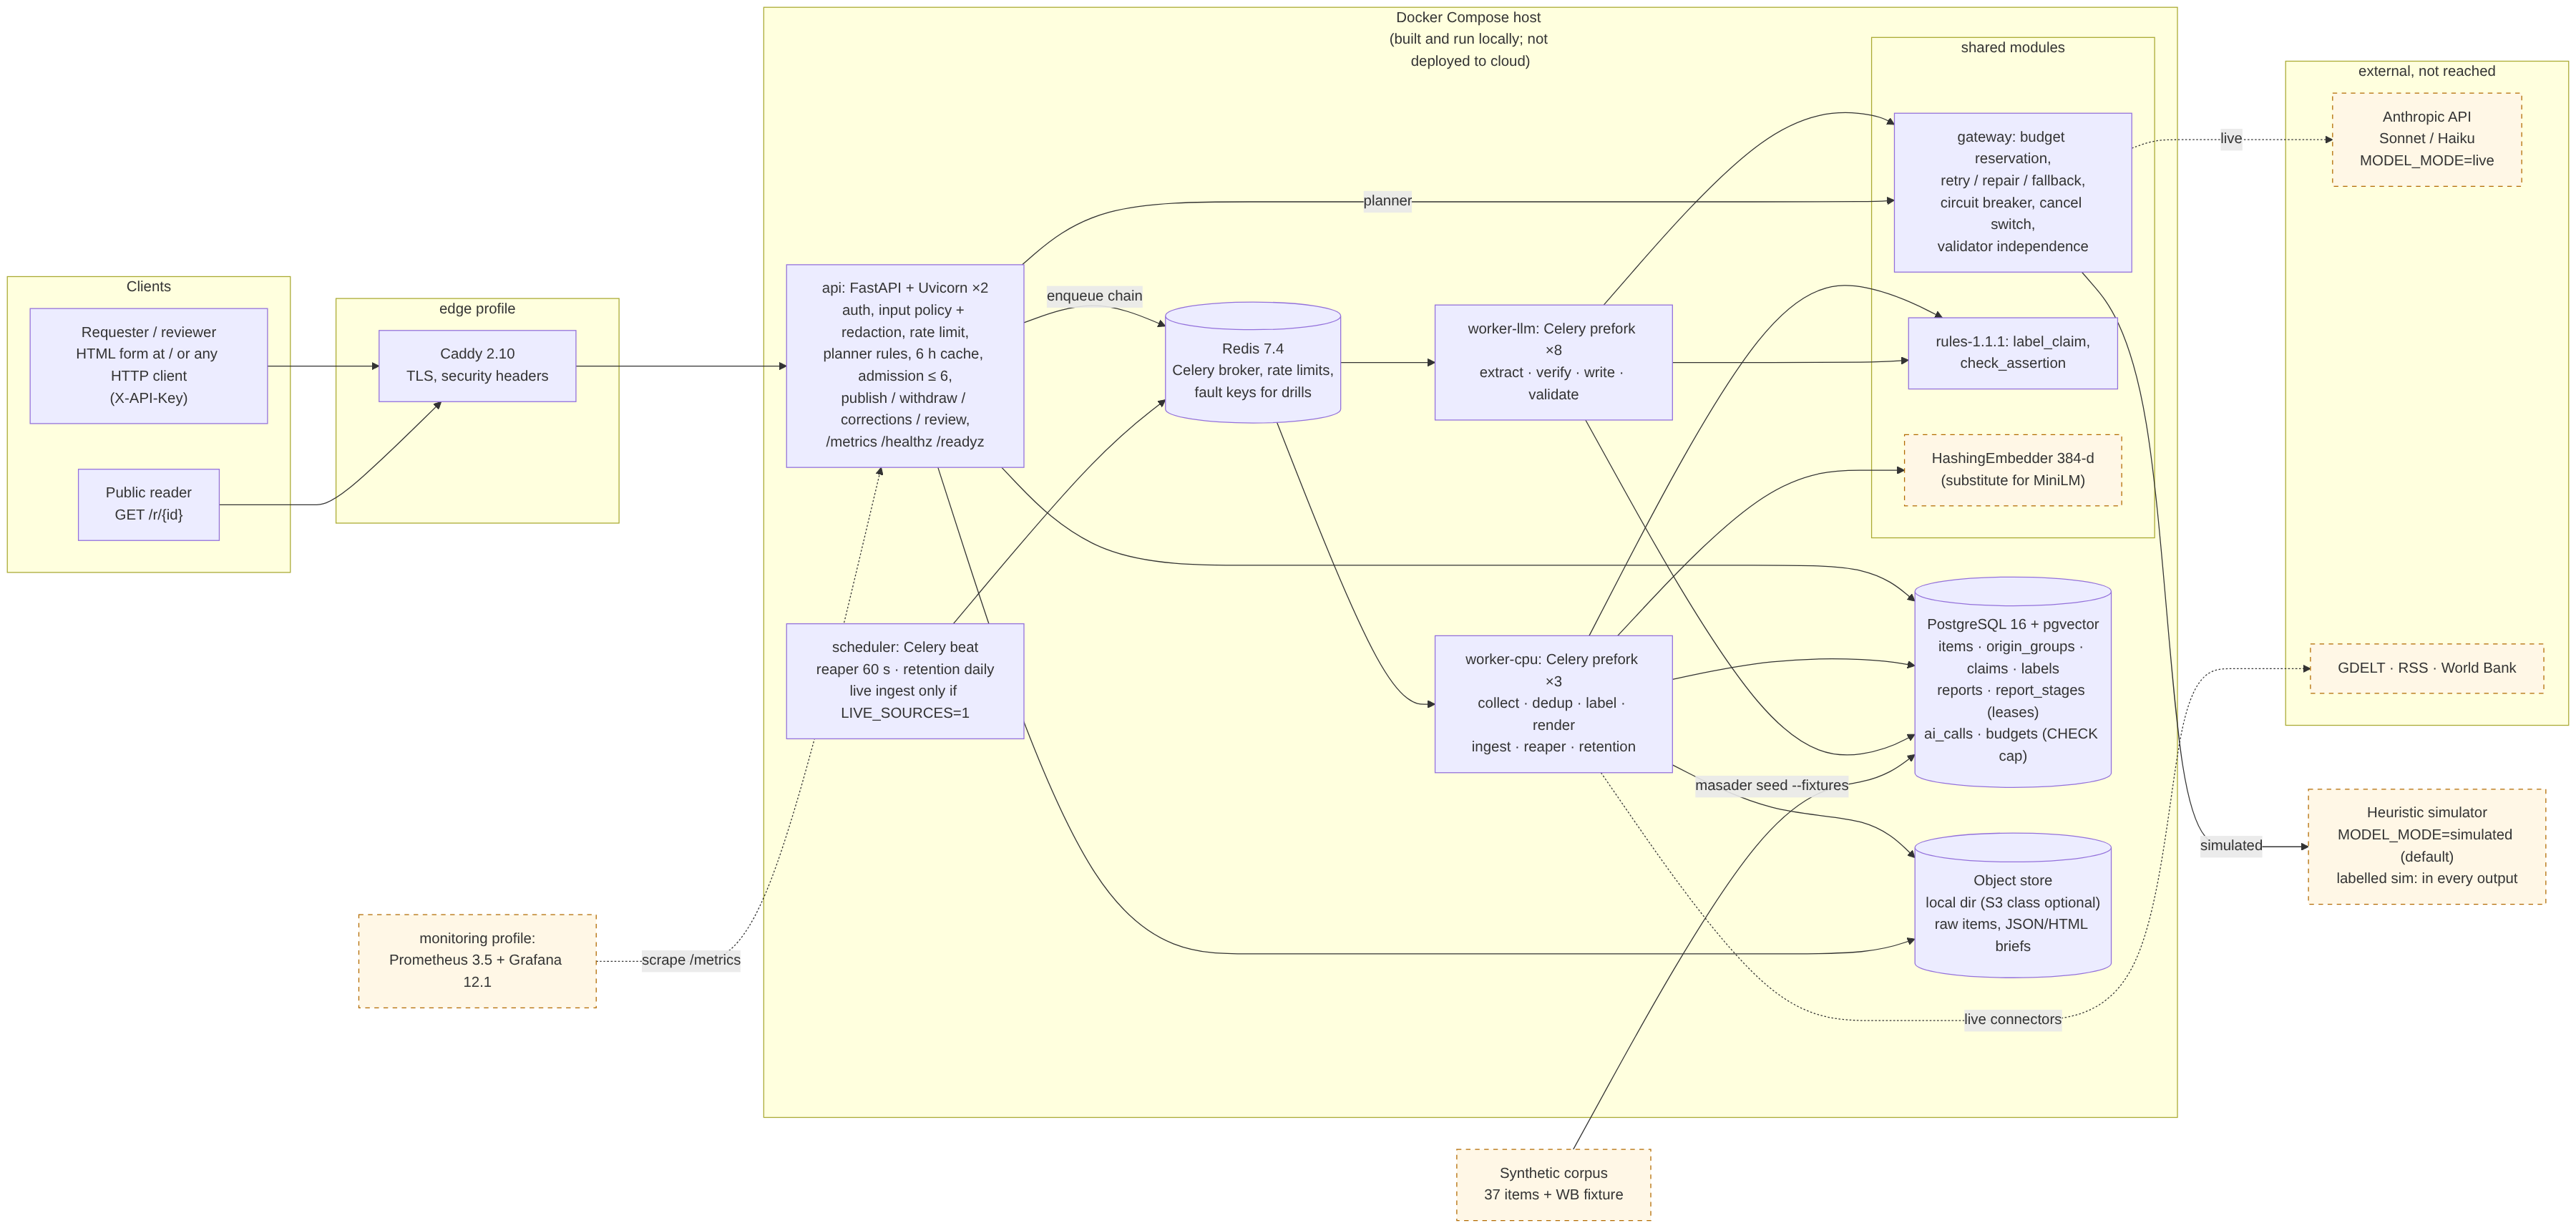 Clients
Requester / reviewer
HTML form at / or any
HTTP client
(X-API-Key)
Public reader
GET /r/{id}
edge profile
Caddy 2.10
TLS, security headers
monitoring profile:
Prometheus 3.5 + Grafana
12.1
scrape /metrics
Docker Compose host
(built and run locally; not
deployed to cloud)
api: FastAPI + Uvicorn ×2
auth, input policy +
redaction, rate limit,
planner rules, 6 h cache,
admission ≤ 6,
publish / withdraw /
corrections / review,
/metrics /healthz /readyz
scheduler: Celery beat
reaper 60 s · retention daily
live ingest only if
LIVE_SOURCES=1
enqueue chain
planner
Redis 7.4
Celery broker, rate limits,
fault keys for drills
worker-llm: Celery prefork
×8
extract · verify · write ·
validate
worker-cpu: Celery prefork
×3
collect · dedup · label ·
render
ingest · reaper · retention
masader seed --fixtures
shared modules
gateway: budget
reservation,
retry / repair / fallback,
circuit breaker, cancel
switch,
validator independence
rules-1.1.1: label_claim,
check_assertion
HashingEmbedder 384-d
(substitute for MiniLM)
PostgreSQL 16 + pgvector
items · origin_groups ·
claims · labels
reports · report_stages
(leases)
ai_calls · budgets (CHECK
cap)
Object store
local dir (S3 class optional)
raw items, JSON/HTML
briefs
live connectors
Synthetic corpus
37 items + WB fixture
live
simulated
external, not reached
Anthropic API
Sonnet / Haiku
MODEL_MODE=live
GDELT · RSS · World Bank
Heuristic simulator
MODEL_MODE=simulated
(default)
labelled sim: in every output